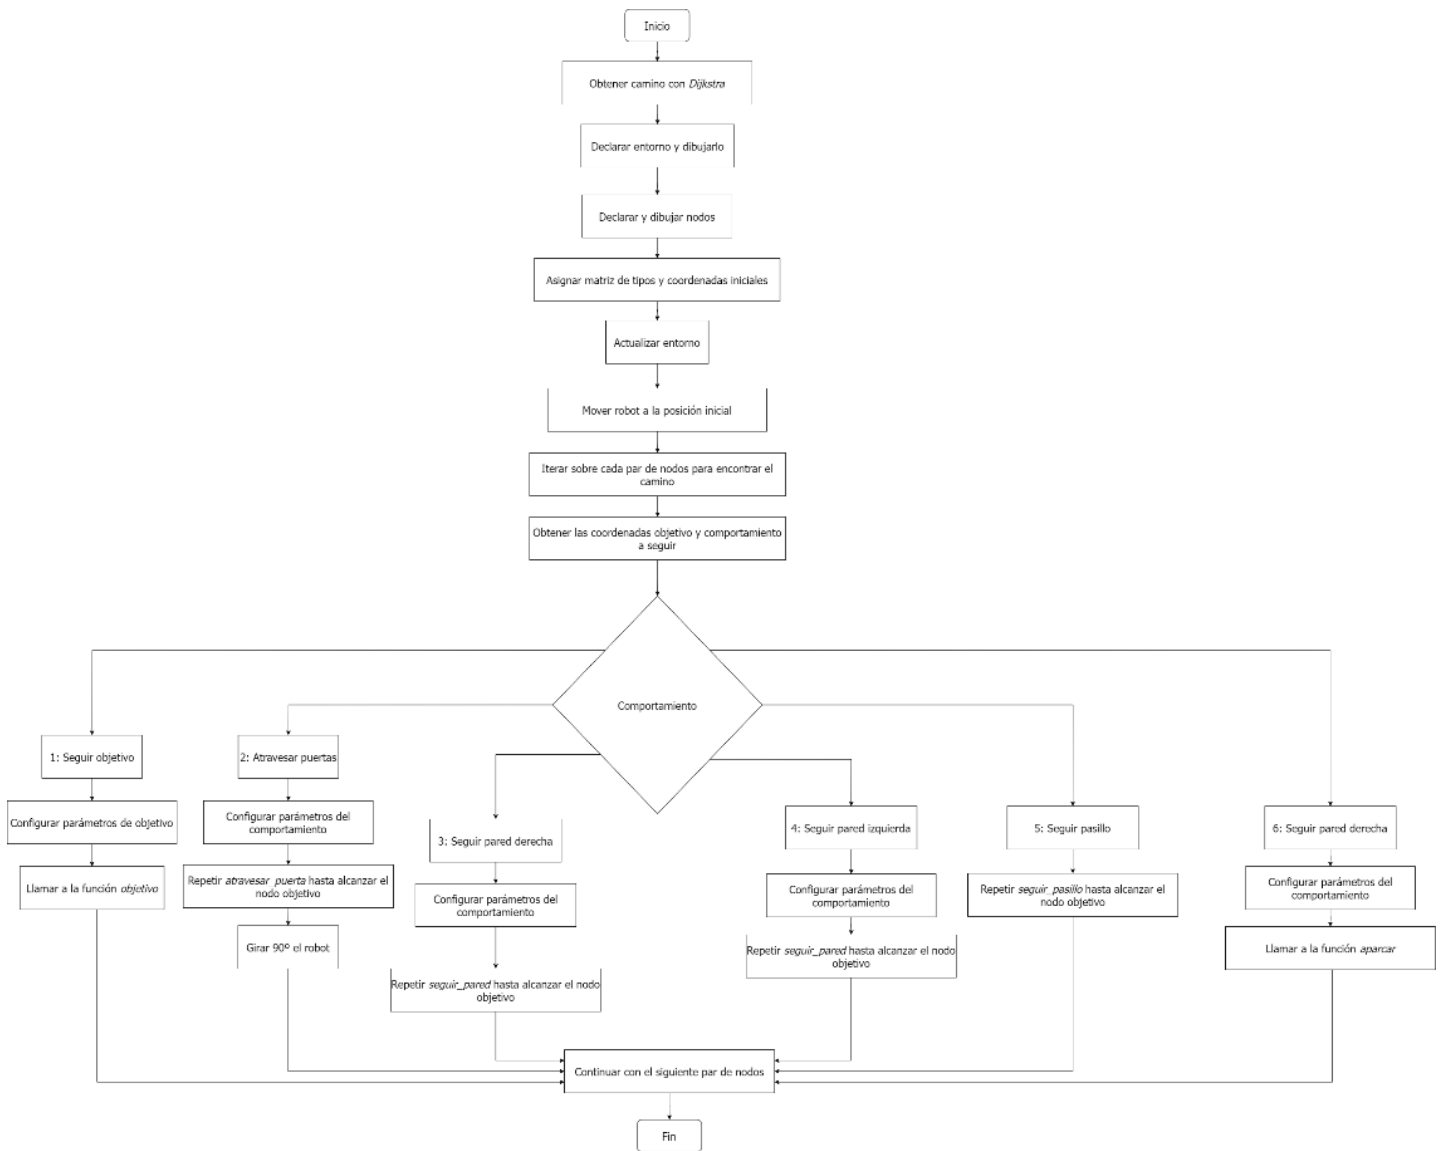 Inicio
Obtener camino con Dijkstra
Declarar entorno y dibujarlo
Declarar y dibujar nodos
Asignar matriz de tipos y coordenadas iniciales
Actualizar entorno
Mover robot a la posición inicial
Iterar sobre cada par de nodos para encontrar el
camino
Obtener las coordenadas objetivo y comportamiento
a seguir
Comportamiento
1: Seguir objetivo
Configurar parámetros de objetivo
Llamar a la función objetivo
2: Atravesar puertas
Configurar parámetros del
comportamiento
Repetir atravesar_puerta hasta alcanzar el
nodo objetivo
Girar 90º el robot
3: Seguir pared derecha
Configurar parámetros del
comportamiento
Repetir seguir_pared hasta alcanzar el nodo
objetivo
4: Seguir pared izquierda
Configurar parámetros del
comportamiento
Repetir seguir_pared hasta alcanzar el nodo
objetivo
5: Seguir pasillo
Repetir seguir_pasillo hasta alcanzar el
nodo objetivo
6: Seguir pared derecha
Configurar parámetros del
comportamiento
Llamar a la función aparcar
Continuar con el siguiente par de nodos
Fin